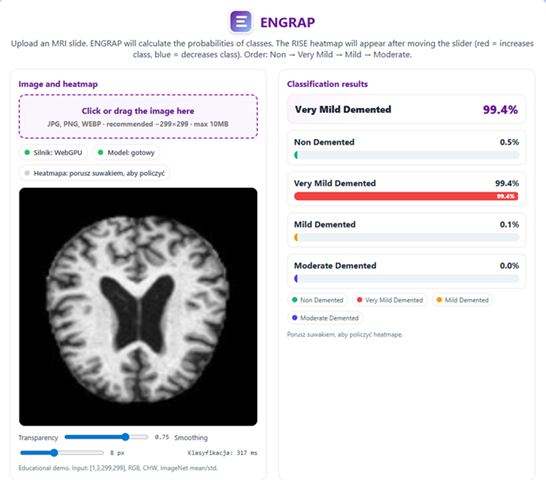 ENGRAP
Upload an MRI slide. ENGRAP will calculate the probabilities of classes. The RISE heatmap will appear after moving the slider (red = increases
class, blue = decreases class). Order: Non → Very Mild → Mild → Moderate.
Image and heatmap
Click or drag the image here
JPG, PNG, WEBP · recommended ~299×299 · max 10MB
Silnik: WebGPU
Model: gotowy
Heatmapa: porusz suwakiem, aby policzyć
Transparency 0.75 Smoothing
8 px Klasyfikacja: 317 ms
Educational demo. Input: [1,3,299,299], RGB, CHW, ImageNet mean/std.
Classification results
Very Mild Demented 99.4%
Non Demented 0.5%
Very Mild Demented 99.4%
99.4%
Mild Demented 0.1%
Moderate Demented 0.0%
Non Demented Very Mild Demented Mild Demented
Moderate Demented
Porusz suwakiem, aby policzyć heatmapę.